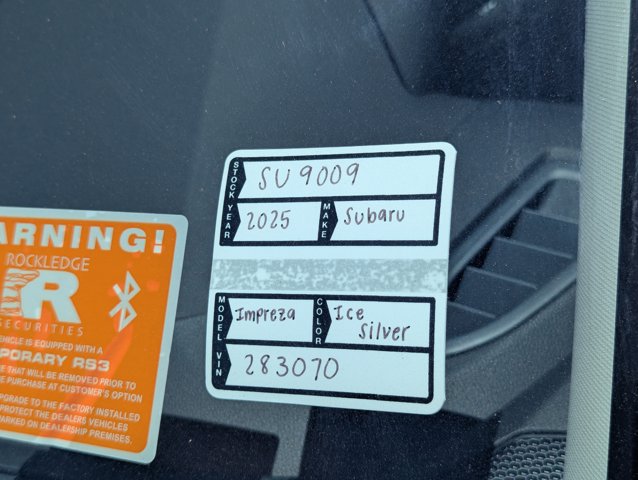 STOCK SU9009
YEAR 2025 MAKE Subaru
MODEL Impreza COLOR Ice Silver
VIN 283070
ARNING!
ROCKLEDGE
R
SECURITIES
EHICLE IS EQUIPPED WITH A
PORARY RS3
E THAT WILL BE REMOVED PRIOR TO
E PURCHASE AT CUSTOMER'S OPTION
PGRADE TO THE FACTORY INSTALLED
PROTECT THE DEALERS VEHICLES
PARKED ON DEALERSHIP PREMISES.